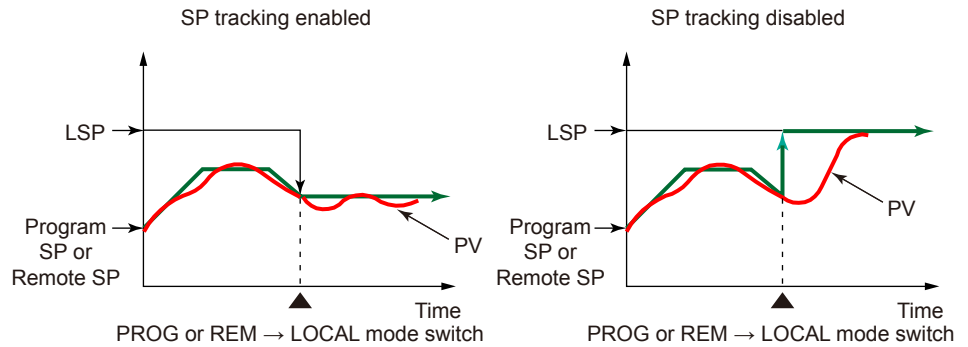 SP tracking enabled
LSP
Program
SP or
Remote SP
PV
Time
PROG or REM → LOCAL mode switch
SP tracking disabled
LSP
Program
SP or
Remote SP
PV
Time
PROG or REM → LOCAL mode switch